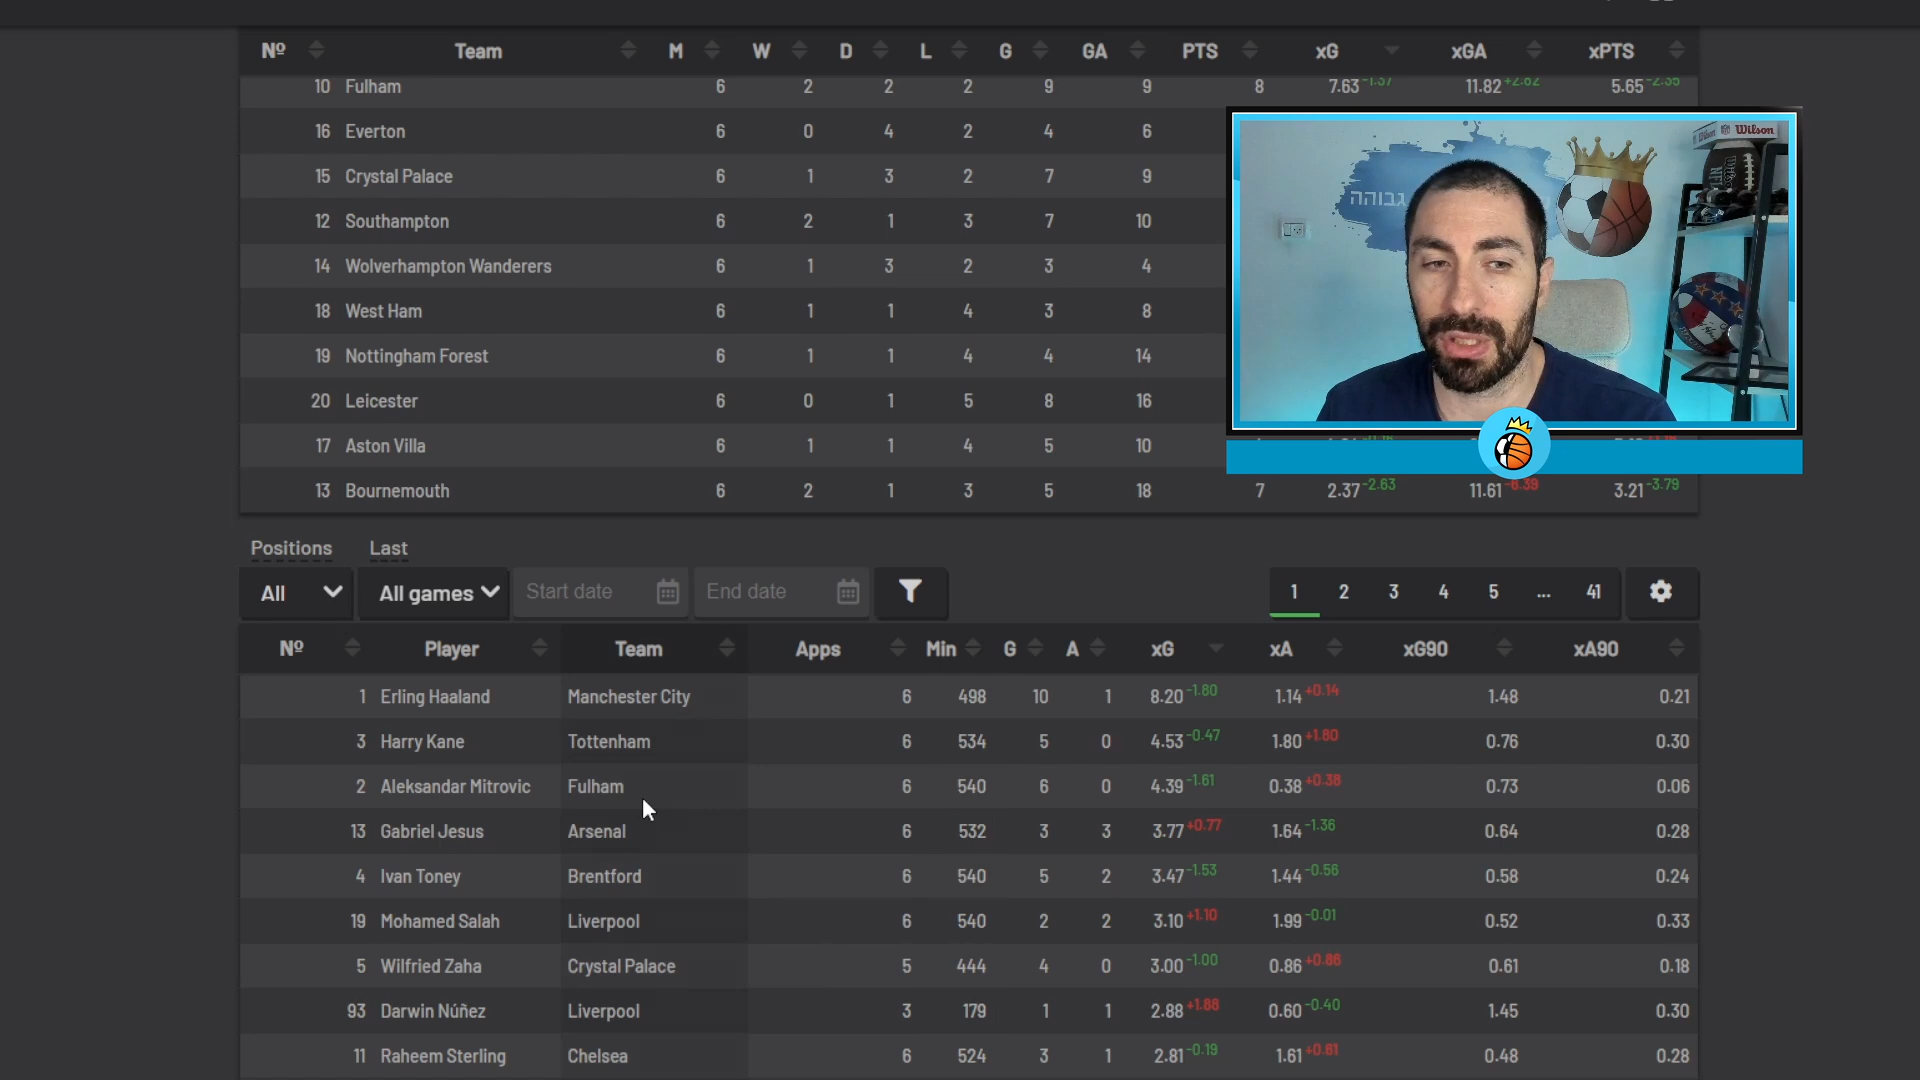 Nº Team M W D L G GA PTS xG xGA xPTS
10 Fulham 6 2 2 2 9 9 8 7.63 -1.37 11.82 +2.82 5.65 -2.35
16 Everton 6 0 4 2 4 6
15 Crystal Palace 6 1 3 2 7 9
12 Southampton 6 2 1 3 7 10
14 Wolverhampton Wanderers 6 1 3 2 3 4
18 West Ham 6 1 1 4 3 8
19 Nottingham Forest 6 1 1 4 4 14
20 Leicester 6 0 1 5 8 16
17 Aston Villa 6 1 1 4 5 10
13 Bournemouth 6 2 1 3 5 18 7 2.37 -2.63 11.61 -6.39 3.21 -3.79
Wilson
Wilson
NFL
גבוהה
Positions Last
All All games Start date End date 1 2 3 4 5 ... 41
Nº Player Team Apps Min G A xG xA xG90 xA90
1 Erling Haaland Manchester City 6 498 10 1 8.20 -1.80 1.14 +0.14 1.48 0.21
3 Harry Kane Tottenham 6 534 5 0 4.53 -0.47 1.80 +1.80 0.76 0.30
2 Aleksandar Mitrovic Fulham 6 540 6 0 4.39 -1.61 0.38 +0.38 0.73 0.06
13 Gabriel Jesus Arsenal 6 532 3 3 3.77 +0.77 1.64 -1.36 0.64 0.28
4 Ivan Toney Brentford 6 540 5 2 3.47 -1.53 1.44 -0.56 0.58 0.24
19 Mohamed Salah Liverpool 6 540 2 2 3.10 +1.10 1.99 -0.01 0.52 0.33
5 Wilfried Zaha Crystal Palace 5 444 4 0 3.00 -1.00 0.86 +0.86 0.61 0.18
93 Darwin Núñez Liverpool 3 179 1 1 2.88 +1.88 0.60 -0.40 1.45 0.30
11 Raheem Sterling Chelsea 6 524 3 1 2.81 -0.19 1.61 +0.61 0.48 0.28